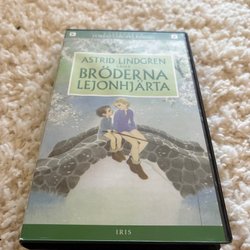 ASTRID LINDGREN
BRÖDERNA
LEJONHJÄRTA
IRIS